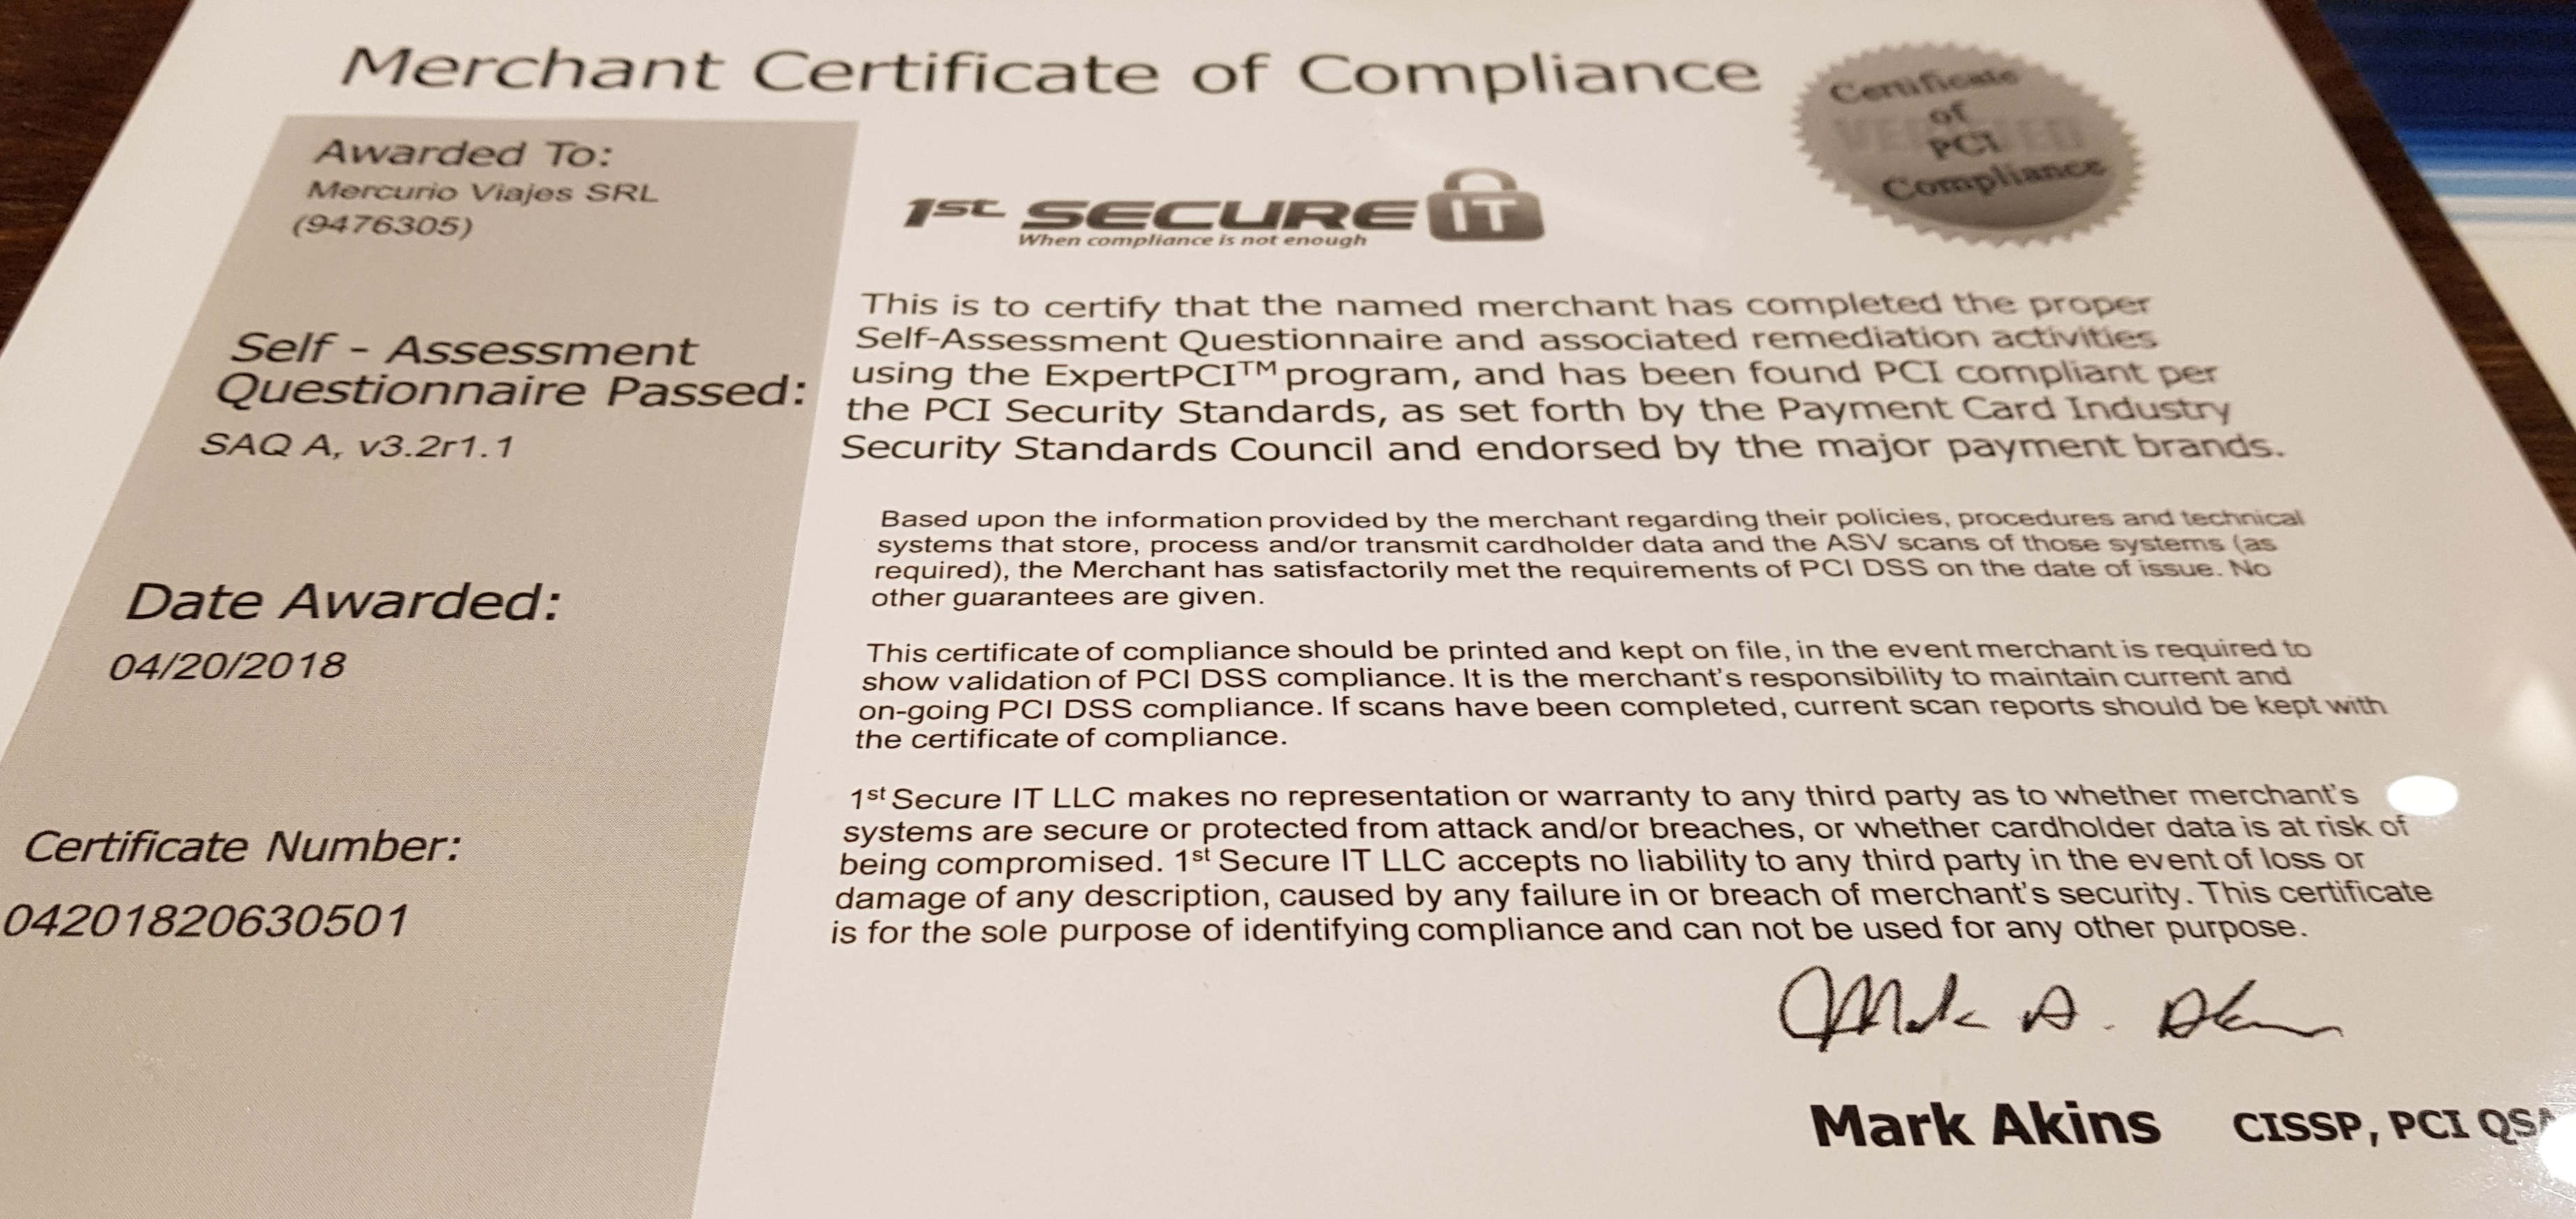 Merchant Certificate of Compliance
Certificate
of
VERIFIED
PCI
Compliance
Awarded To:
Mercurio Viajes SRL
(9476305)
Self - Assessment
Questionnaire Passed:
SAQ A, v3.2r1.1
Date Awarded:
04/20/2018
Certificate Number:
04201820630501
1st SECURE IT
When compliance is not enough
This is to certify that the named merchant has completed the proper
Self-Assessment Questionnaire and associated remediation activities
using the ExpertPCI™ program, and has been found PCI compliant per
the PCI Security Standards, as set forth by the Payment Card Industry
Security Standards Council and endorsed by the major payment brands.
Based upon the information provided by the merchant regarding their policies, procedures and technical
systems that store, process and/or transmit cardholder data and the ASV scans of those systems (as
required), the Merchant has satisfactorily met the requirements of PCI DSS on the date of issue. No
other guarantees are given.
This certificate of compliance should be printed and kept on file, in the event merchant is required to
show validation of PCI DSS compliance. It is the merchant's responsibility to maintain current and
on-going PCI DSS compliance. If scans have been completed, current scan reports should be kept with
the certificate of compliance.
1st Secure IT LLC makes no representation or warranty to any third party as to whether merchant's
systems are secure or protected from attack and/or breaches, or whether cardholder data is at risk of
being compromised. 1st Secure IT LLC accepts no liability to any third party in the event of loss or
damage of any description, caused by any failure in or breach of merchant's security. This certificate
is for the sole purpose of identifying compliance and can not be used for any other purpose.
Mark A. Akins
Mark Akins CISSP, PCI QSA